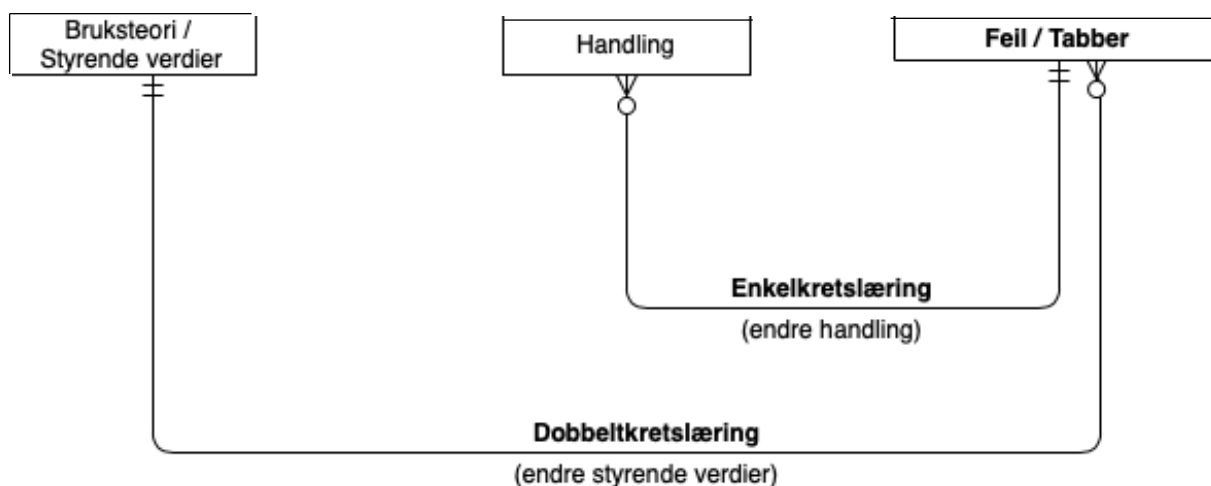 Bruksteori /
Styrende verdier
Handling
Feil / Tabber
Enkelkretslæring
(endre handling)
Dobbeltkretslæring
(endre styrende verdier)